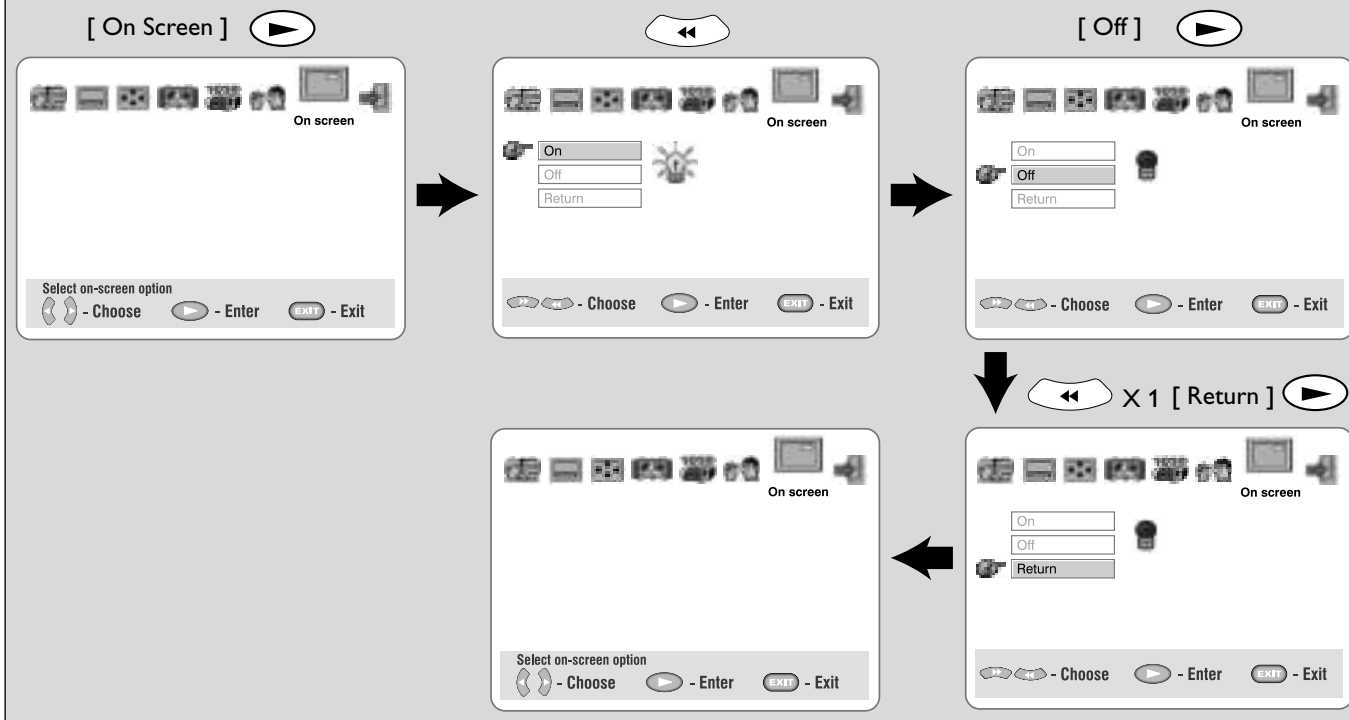 [ On Screen ]
[ Off ]
On screen
Select on-screen option
- Choose - Enter EXIT - Exit
On screen
On
Off
Return
- Choose - Enter EXIT - Exit
On screen
On
Off
Return
- Choose - Enter EXIT - Exit
X 1 [ Return ]
On screen
On
Off
Return
- Choose - Enter EXIT - Exit
On screen
Select on-screen option
- Choose - Enter EXIT - Exit